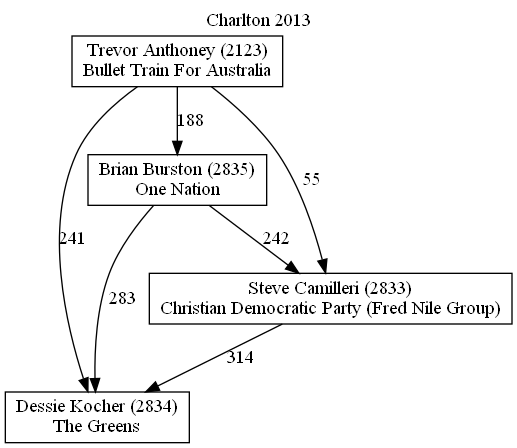 Charlton 2013
Trevor Anthoney (2123)
Bullet Train For Australia
188
Brian Burston (2835)
One Nation
55
241
242
283
Steve Camilleri (2833)
Christian Democratic Party (Fred Nile Group)
314
Dessie Kocher (2834)
The Greens